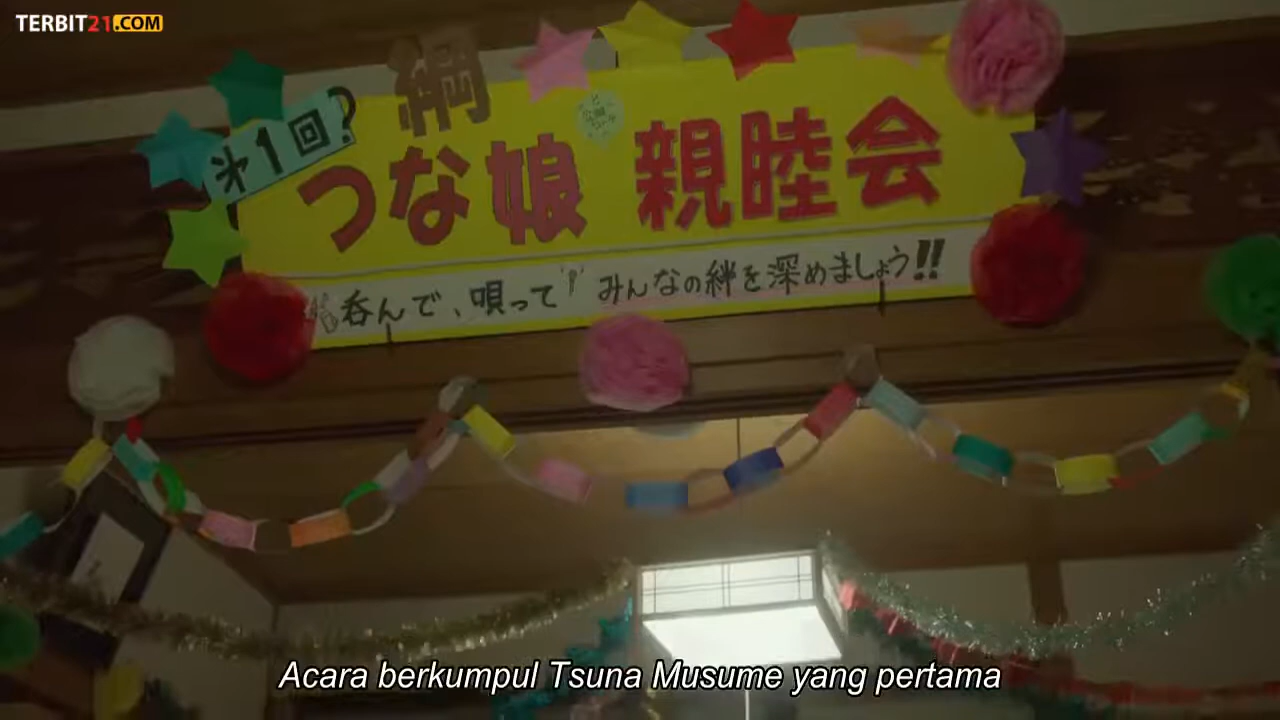 TERBIT21.COM
綱
第1回?
つな娘 親睦会
呑んで、唄って みんなの絆を深めましょう!!
Acara berkumpul Tsuna Musume yang pertama